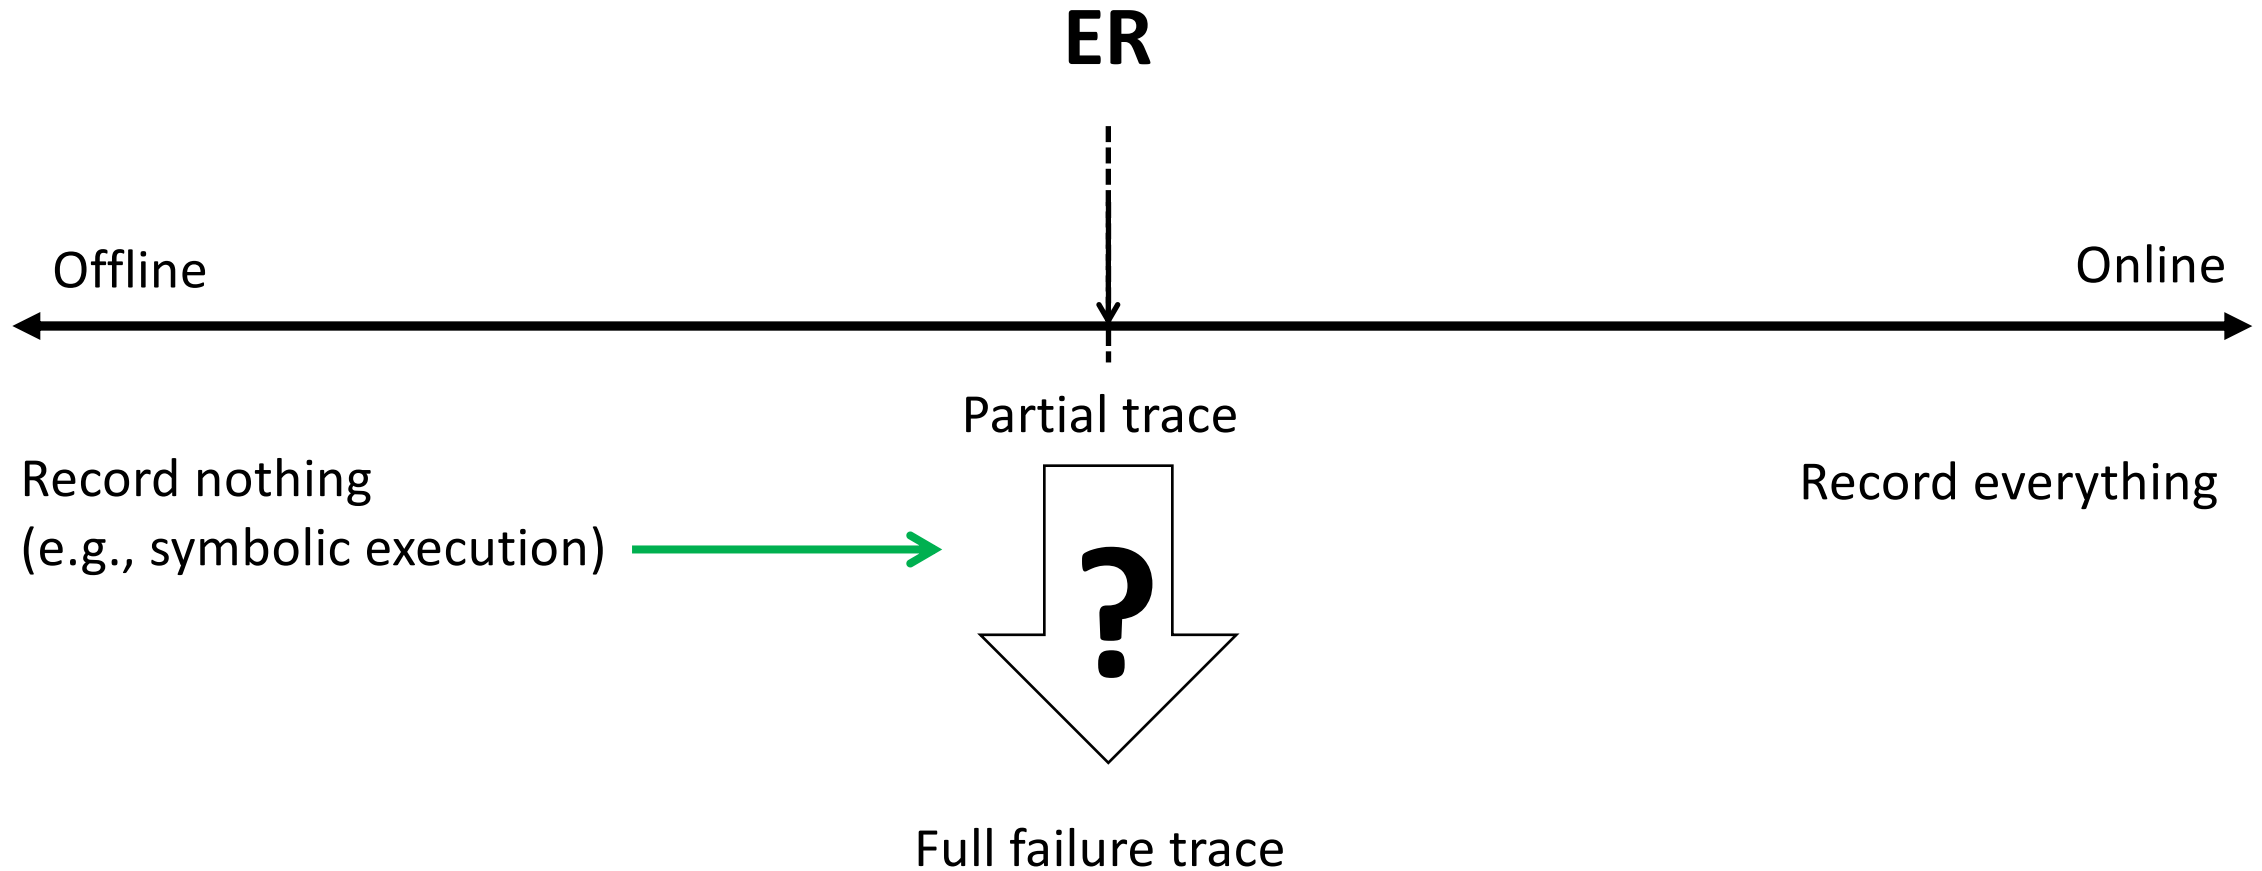 ER
Offline
Online
Partial trace
Record nothing
(e.g., symbolic execution)
Record everything
?
Full failure trace